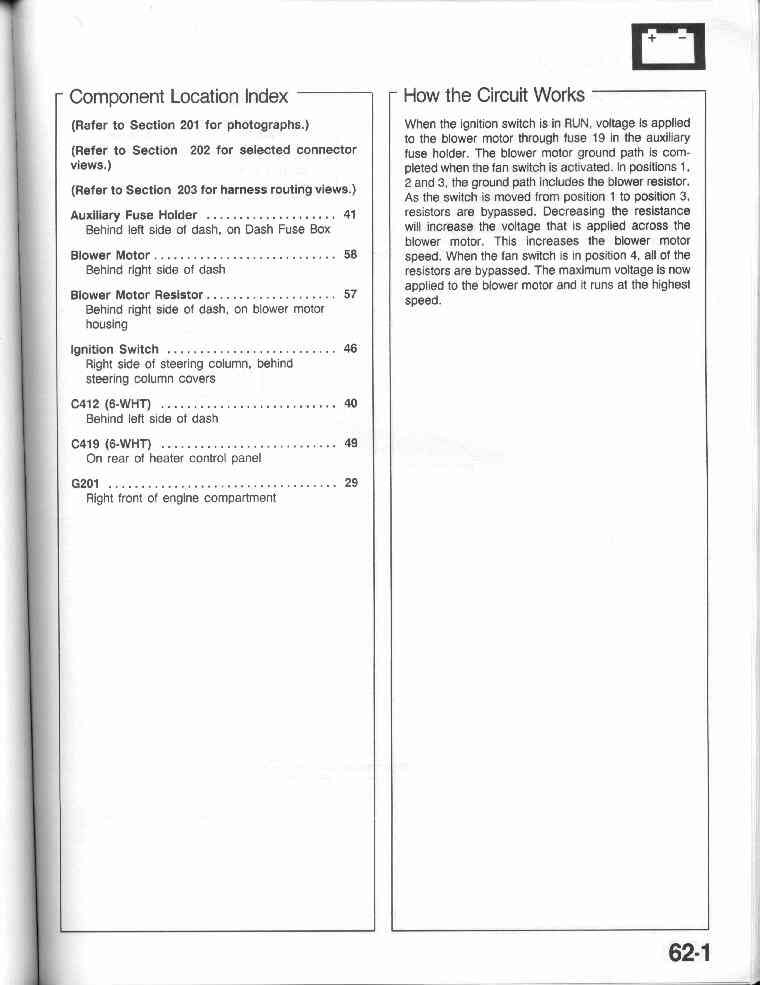 + −
Component Location Index
(Rafer to Section 201 for photographs.)
(Refer to Section 202 for selected connector
views.)
(Refer to Section 203 for harness routing views.)
Auxiliary Fuse Holder .................... 41
Behind left side of dash, on Dash Fuse Box
Blower Motor............................ 58
Behind right side of dash
Blower Motor Resistor.................... 57
Behind right side of dash, on blower motor
housing
Ignition Switch .......................... 46
Right side of steering column, behind
steering column covers
C412 (6-WHT) ........................... 40
Behind left side of dash
C419 (6-WHT) ........................... 49
On rear of heater control panel
G201 ................................... 29
Right front of engine compartment
How the Circuit Works
When the ignition switch is in RUN, voltage is applied
to the blower motor through fuse 19 in the auxiliary
fuse holder. The blower motor ground path is com-
pleted when the fan switch is activated. In positions 1,
2 and 3, the ground path includes the blower resistor.
As the switch is moved from position 1 to position 3,
resistors are bypassed. Decreasing the resistance
will increase the voltage that is applied across the
blower motor. This increases the blower motor
speed. When the fan switch is in position 4, all of the
resistors are bypassed. The maximum voltage is now
applied to the blower motor and it runs at the highest
speed.
62-1